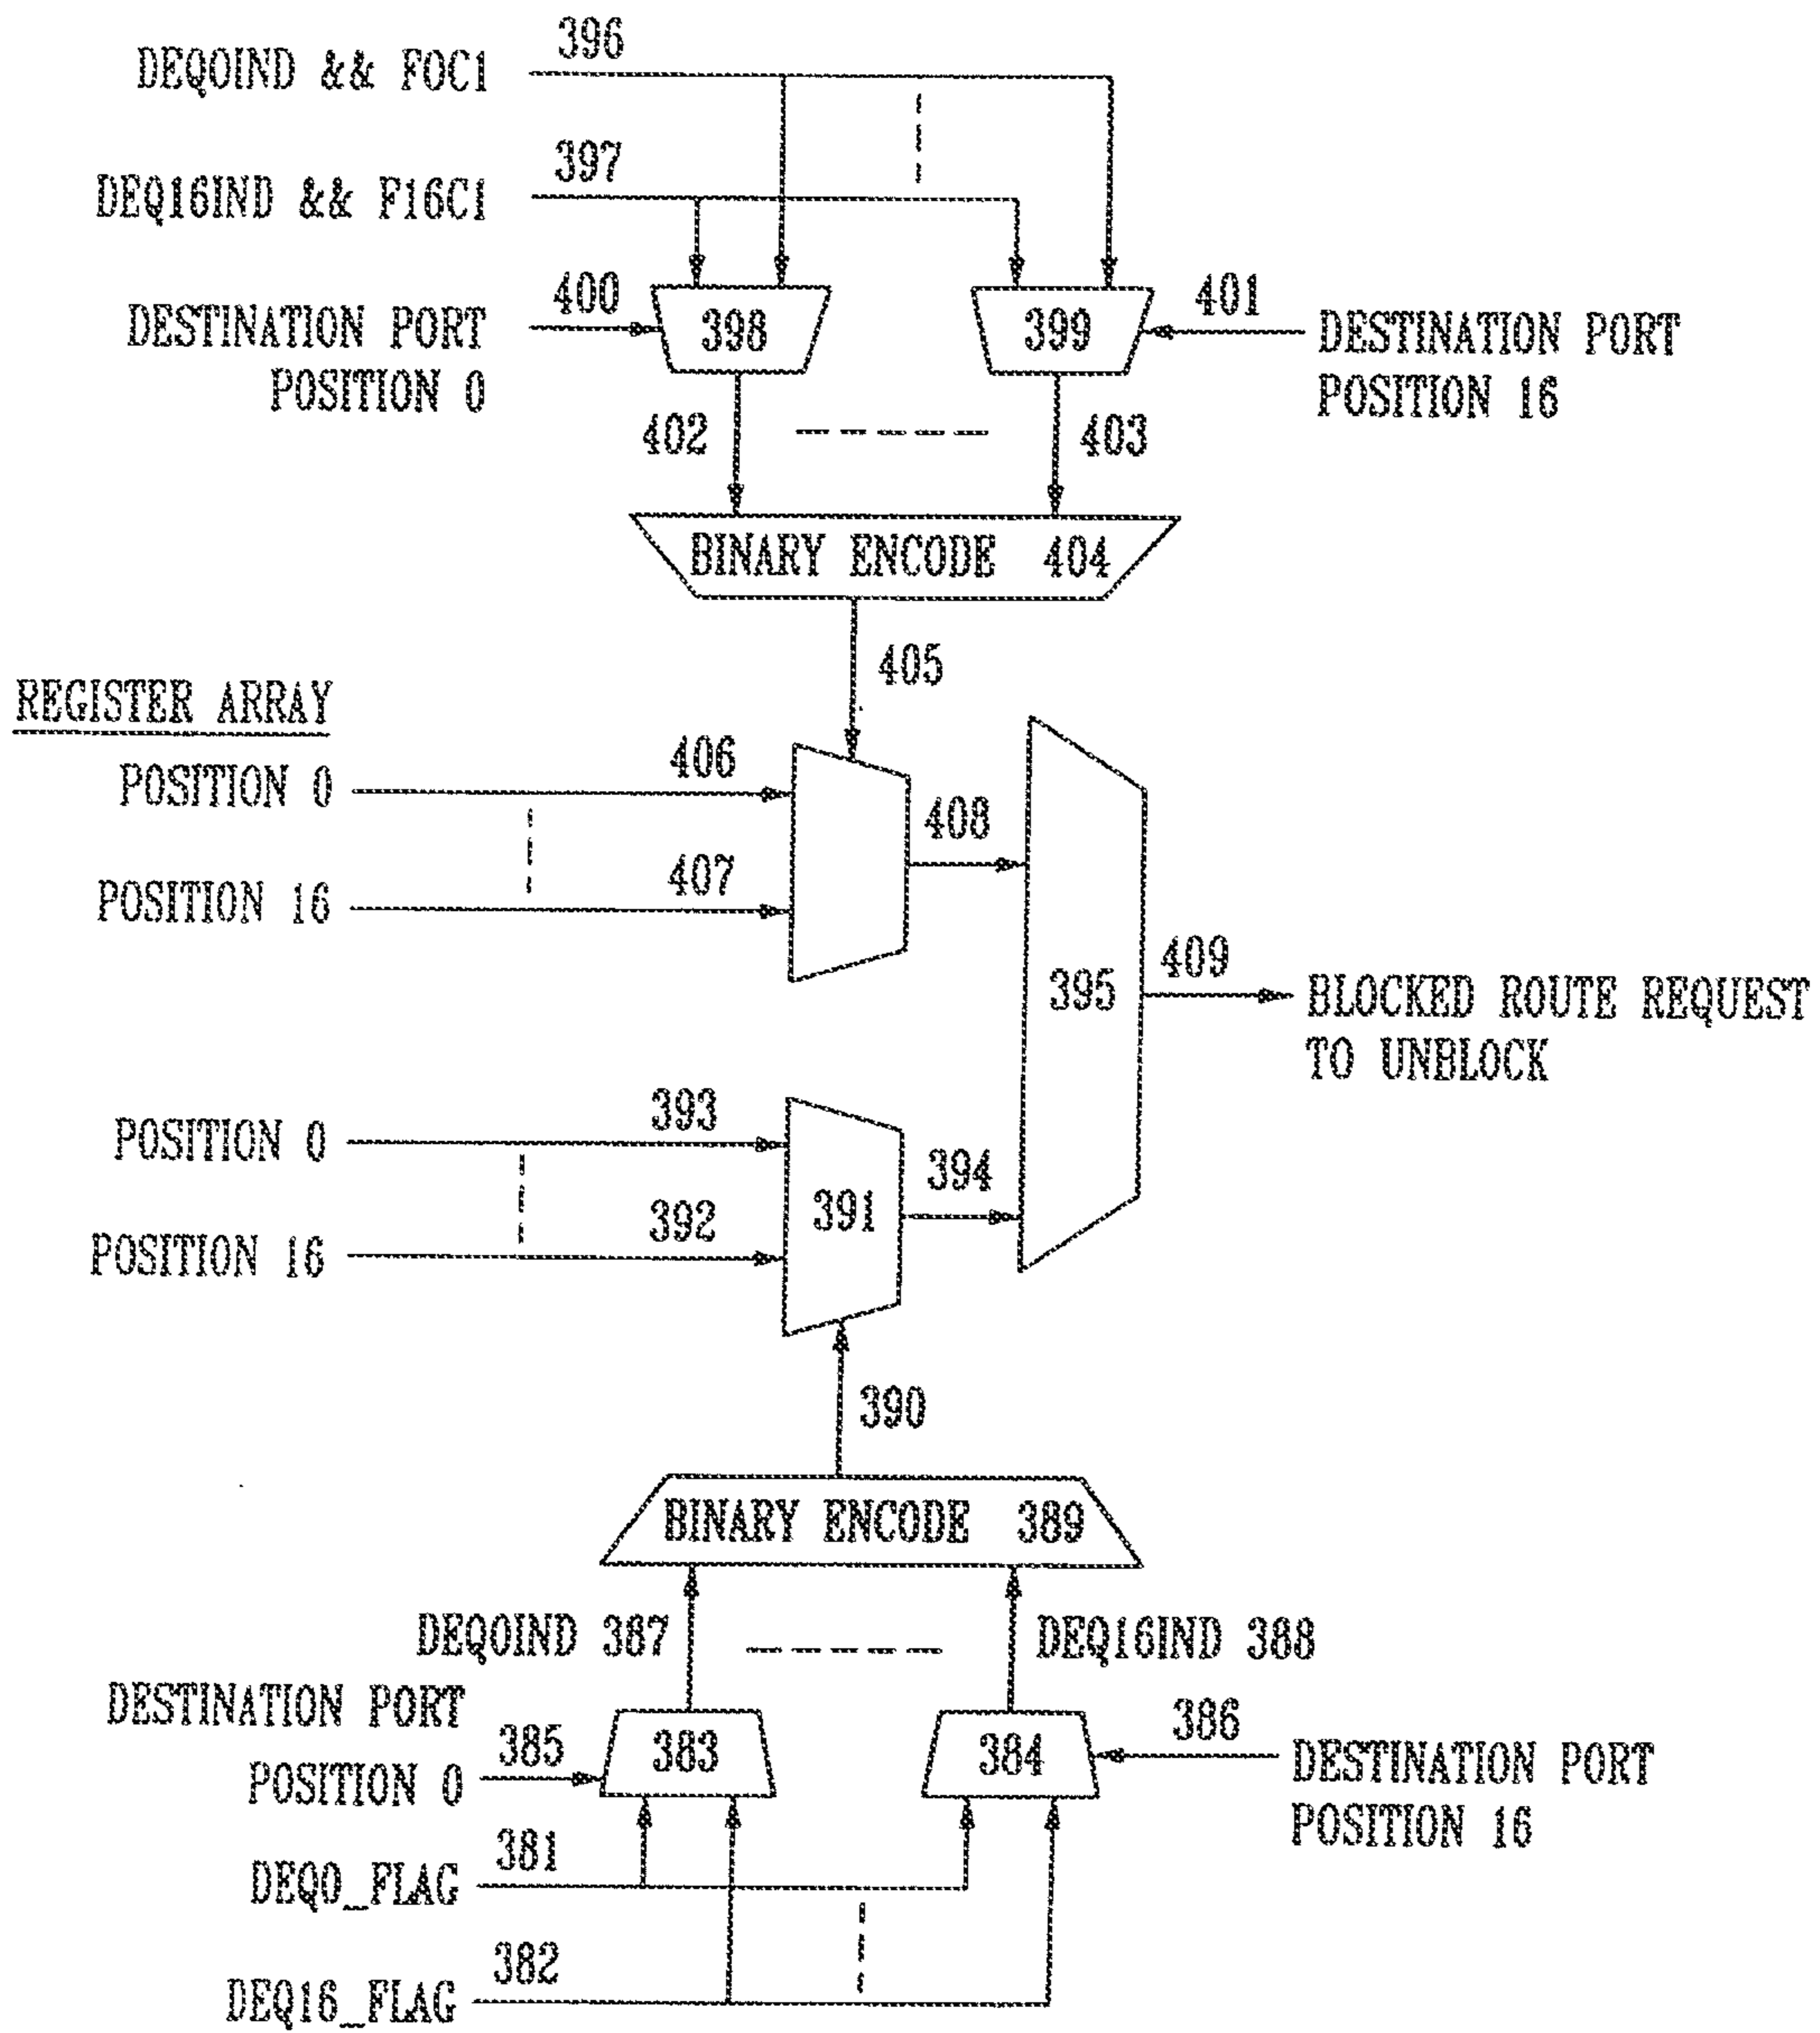 396
DEQ0IND && F0C1
397
DEQ16IND && F16C1
400
DESTINATION PORT
POSITION 0
398
399
401
DESTINATION PORT
POSITION 16
402
403
BINARY ENCODE 404
405
REGISTER ARRAY
POSITION 0
406
408
POSITION 16
407
395
409
BLOCKED ROUTE REQUEST
TO UNBLOCK
POSITION 0
393
391
394
POSITION 16
392
390
BINARY ENCODE 389
DEQ0IND 387
DEQ16IND 388
DESTINATION PORT
POSITION 0
385
383
384
386
DESTINATION PORT
POSITION 16
381
DEQ0_FLAG
382
DEQ16_FLAG